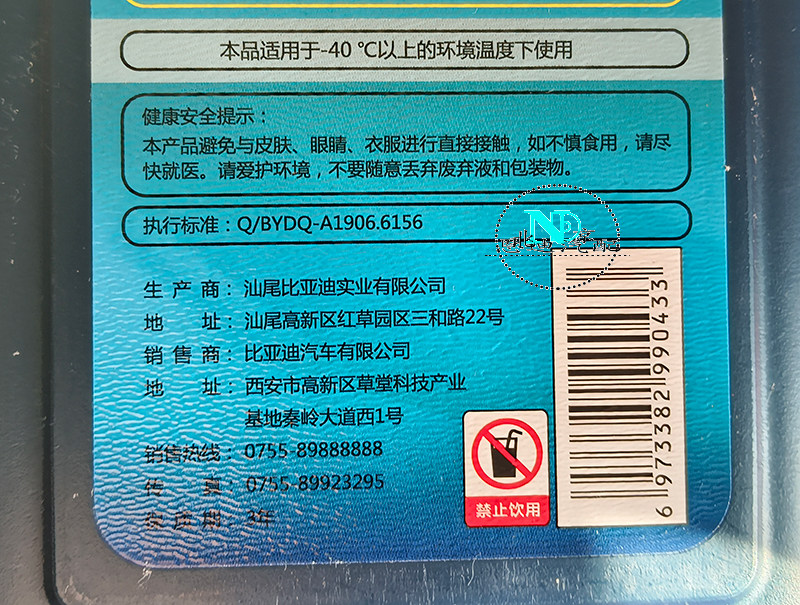 本品适用于-40 ℃以上的环境温度下使用
健康安全提示：
本产品避免与皮肤、眼睛、衣服进行直接接触，如不慎食用，请尽
快就医。请爱护环境，不要随意丢弃废弃液和包装物。
执行标准：Q/BYDQ-A1906.6156
生产商：汕尾比亚迪实业有限公司
地 址：汕尾高新区红草园区三和路22号
销售商：比亚迪汽车有限公司
地 址：西安市高新区草堂科技产业
基地秦岭大道西1号
销售热线：0755-89888888
传 真：0755-89923295
3年
禁止饮用
6973382990433